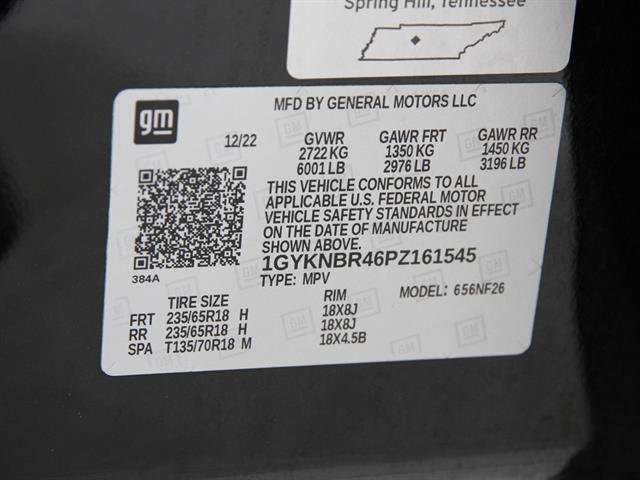 Spring Hill, Tennessee
gm
MFD BY GENERAL MOTORS LLC
12/22 GVWR GAWR FRT GAWR RR
2722 KG 1350 KG 1450 KG
6001 LB 2976 LB 3196 LB
THIS VEHICLE CONFORMS TO ALL
APPLICABLE U.S. FEDERAL MOTOR
VEHICLE SAFETY STANDARDS IN EFFECT
ON THE DATE OF MANUFACTURE
SHOWN ABOVE.
384A
1GYKNBR46PZ161545
TYPE: MPV MODEL: 656NF26
TIRE SIZE RIM
FRT 235/65R18 H 18X8J
RR 235/65R18 H 18X8J
SPA T135/70R18 M 18X4.5B